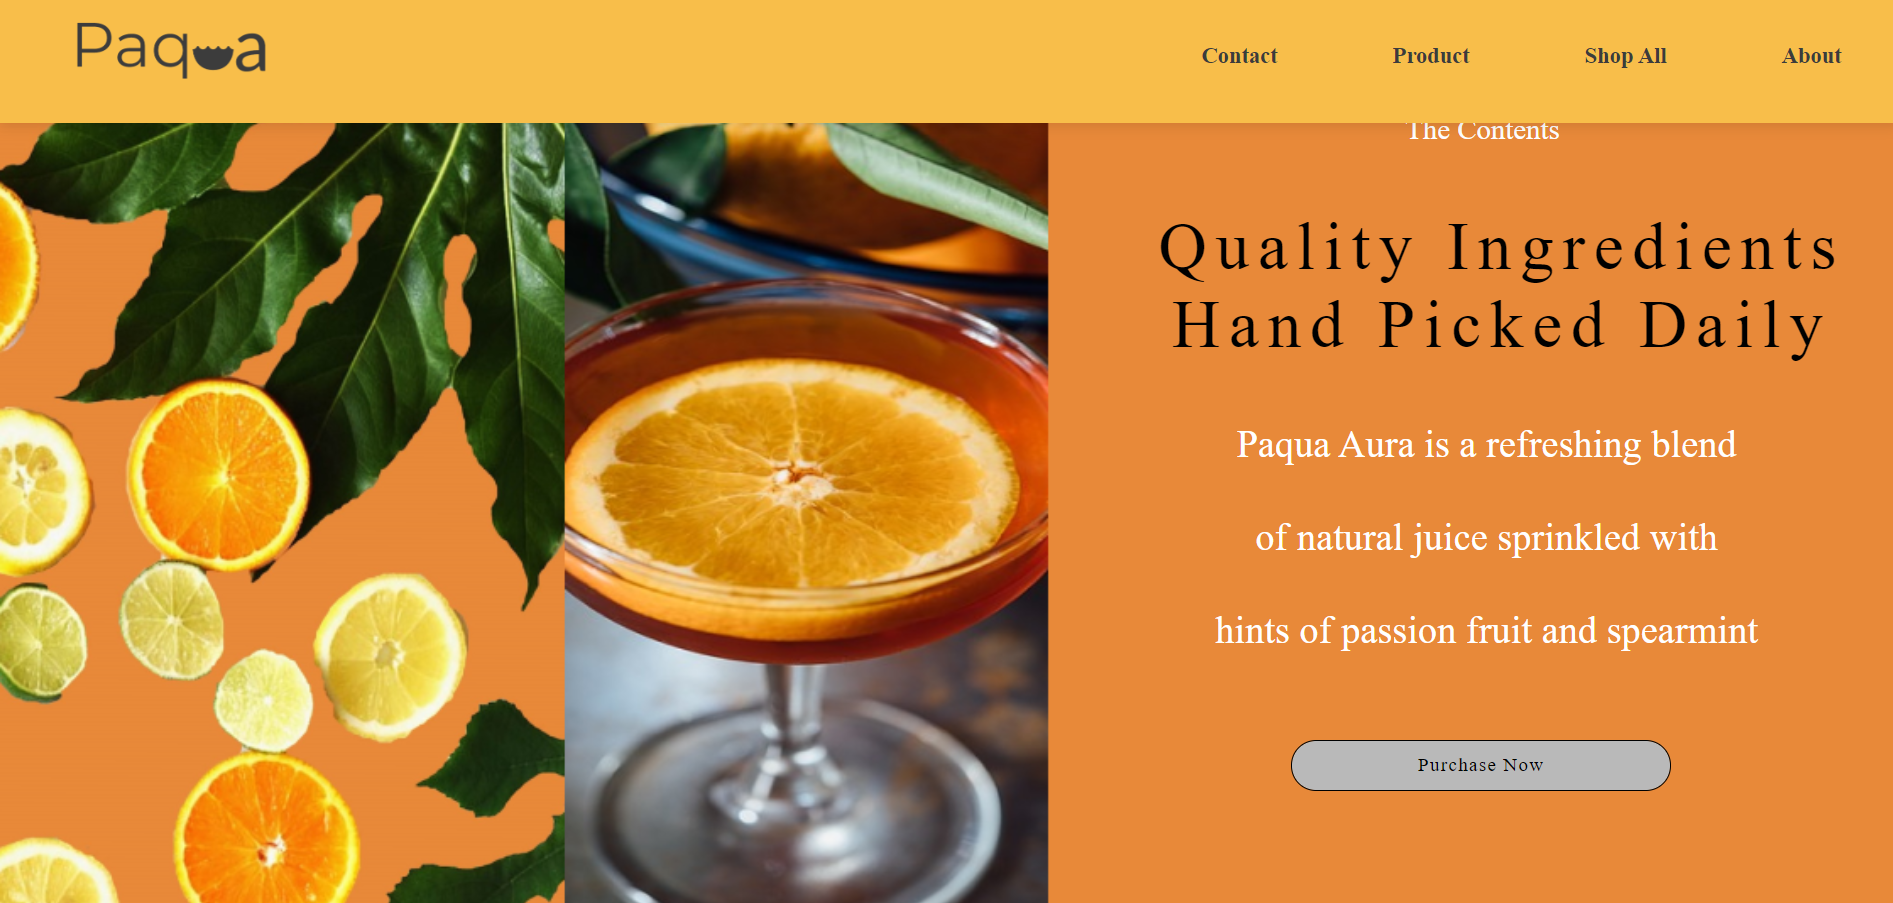 Paqua
Contact
Product
Shop All
About
The Contents
Quality Ingredients
Hand Picked Daily
Paqua Aura is a refreshing blend
of natural juice sprinkled with
hints of passion fruit and spearmint
Purchase Now